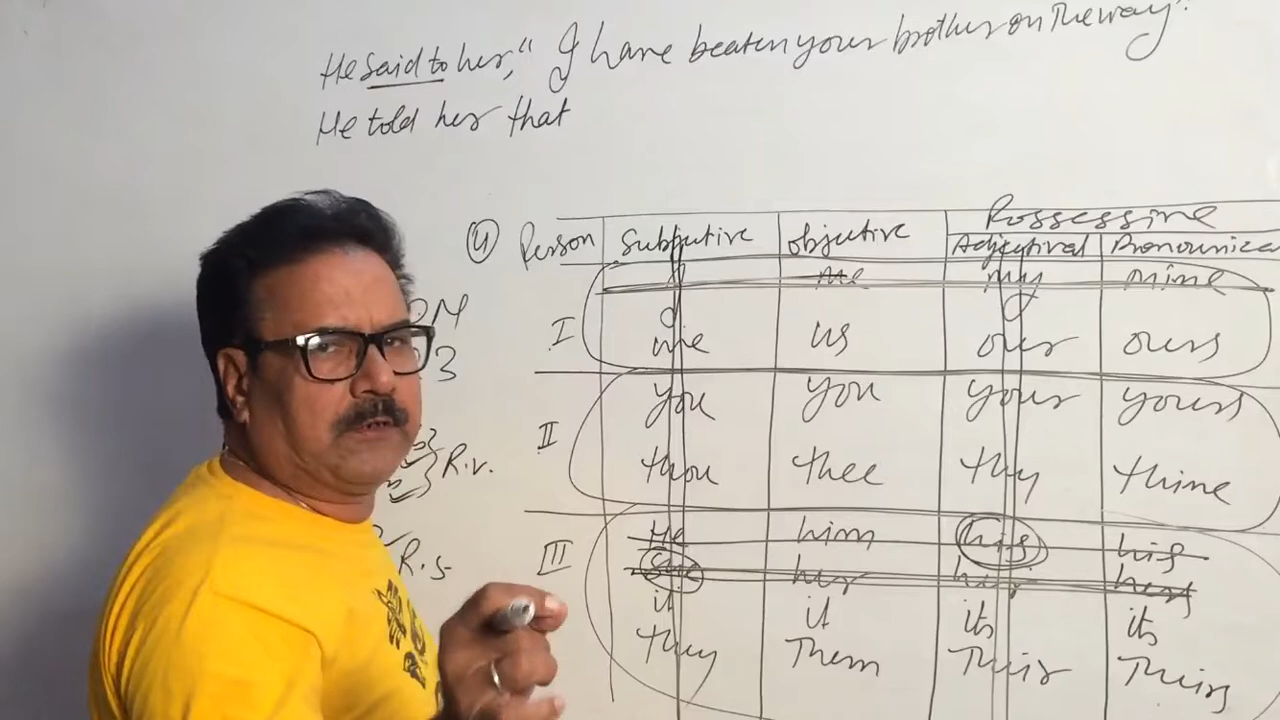 He said to her, "I have beaten your brother on the way".
He told her that
(4) Person Subjective objective Possessive
Adjectival Pronominal
I I me my mine
we us our ours
II you you your yours
thou thee thy thine
III He him his his
She her her hers
it it its its
they Them Their Theirs
3
R.v.
R.s